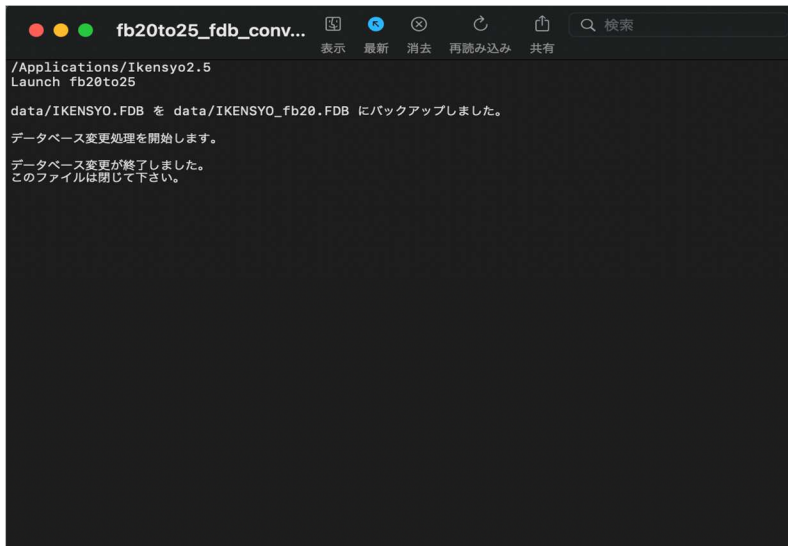 fb20to25_fdb_conv...
表示 最新 消去 再読み込み 共有
検索
/Applications/Ikensyo2.5
Launch fb20to25
data/IKENSYO.FDB を data/IKENSYO_fb20.FDB にバックアップしました。
データベース変更処理を開始します。
データベース変更が終了しました。
このファイルは閉じて下さい。